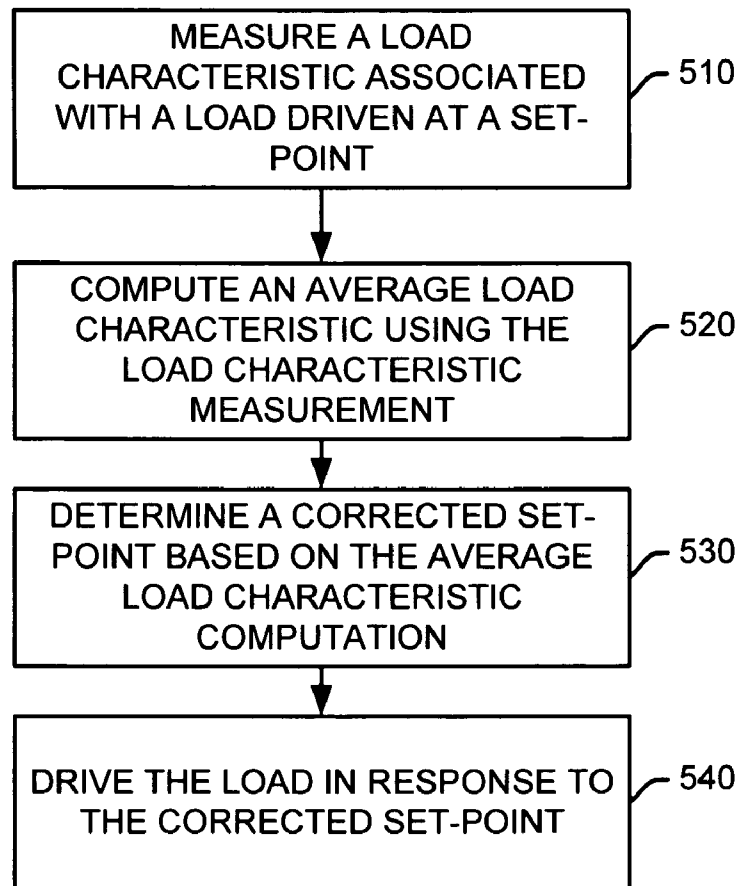 MEASURE A LOAD
CHARACTERISTIC ASSOCIATED
WITH A LOAD DRIVEN AT A SET-
POINT
510
COMPUTE AN AVERAGE LOAD
CHARACTERISTIC USING THE
LOAD CHARACTERISTIC
MEASUREMENT
520
DETERMINE A CORRECTED SET-
POINT BASED ON THE AVERAGE
LOAD CHARACTERISTIC
COMPUTATION
530
DRIVE THE LOAD IN RESPONSE TO
THE CORRECTED SET-POINT
540